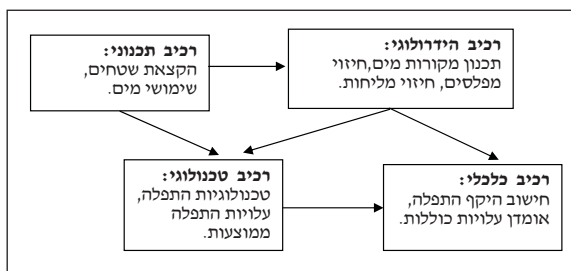 רכיב הידרולוגי:
תכנון מקורות מים,חיזוי
מפלסים, חיזוי מליחות.
רכיב תכנוני:
הקצאת שטחים,
שימושי מים.
רכיב טכנולוגי:
טכנולוגיות התפלה,
עלויות התפלה
ממוצעות.
רכיב כלכלי:
חישוב היקף התפלה,
אומדן עלויות כוללות.